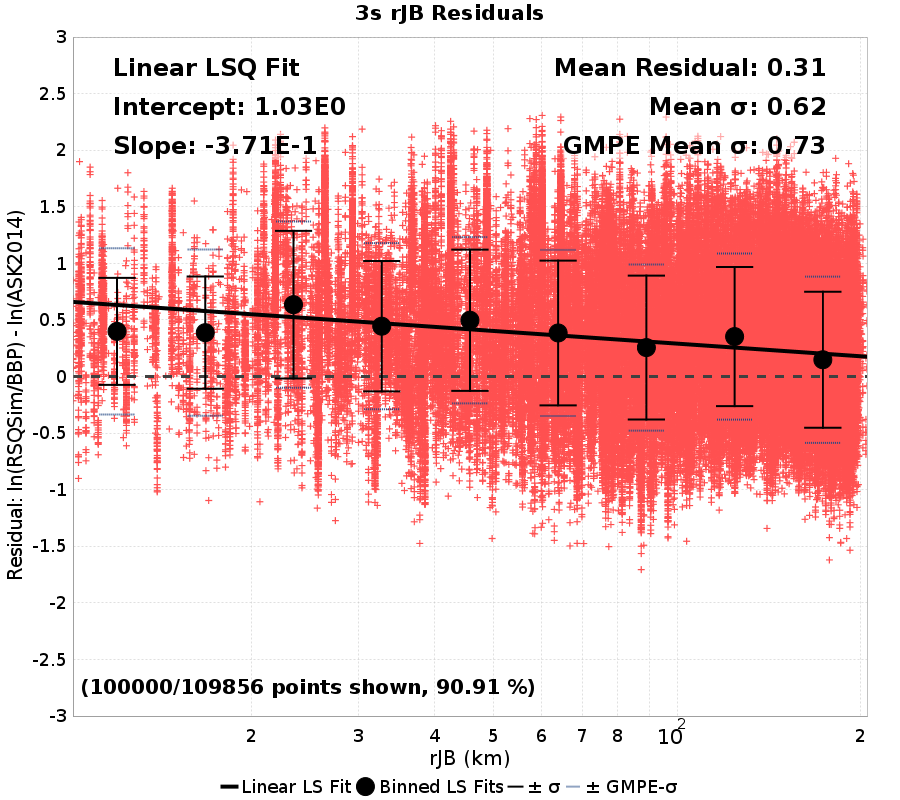 3s rJB Residuals
Linear LSQ Fit
Intercept: 1.03E0
Slope: -3.71E-1
Mean Residual: 0.31
Mean σ: 0.62
GMPE Mean σ: 0.73
3
2.5
2
1.5
1
0.5
0
-0.5
-1
-1.5
-2
-2.5
-3
Residual: ln(RSQSim/BBP) - ln(ASK2014)
(100000/109856 points shown, 90.91 %)
2 3 4 5 6 7 8 10² 2
rJB (km)
Linear LS Fit Binned LS Fits ± σ ± GMPE-σ